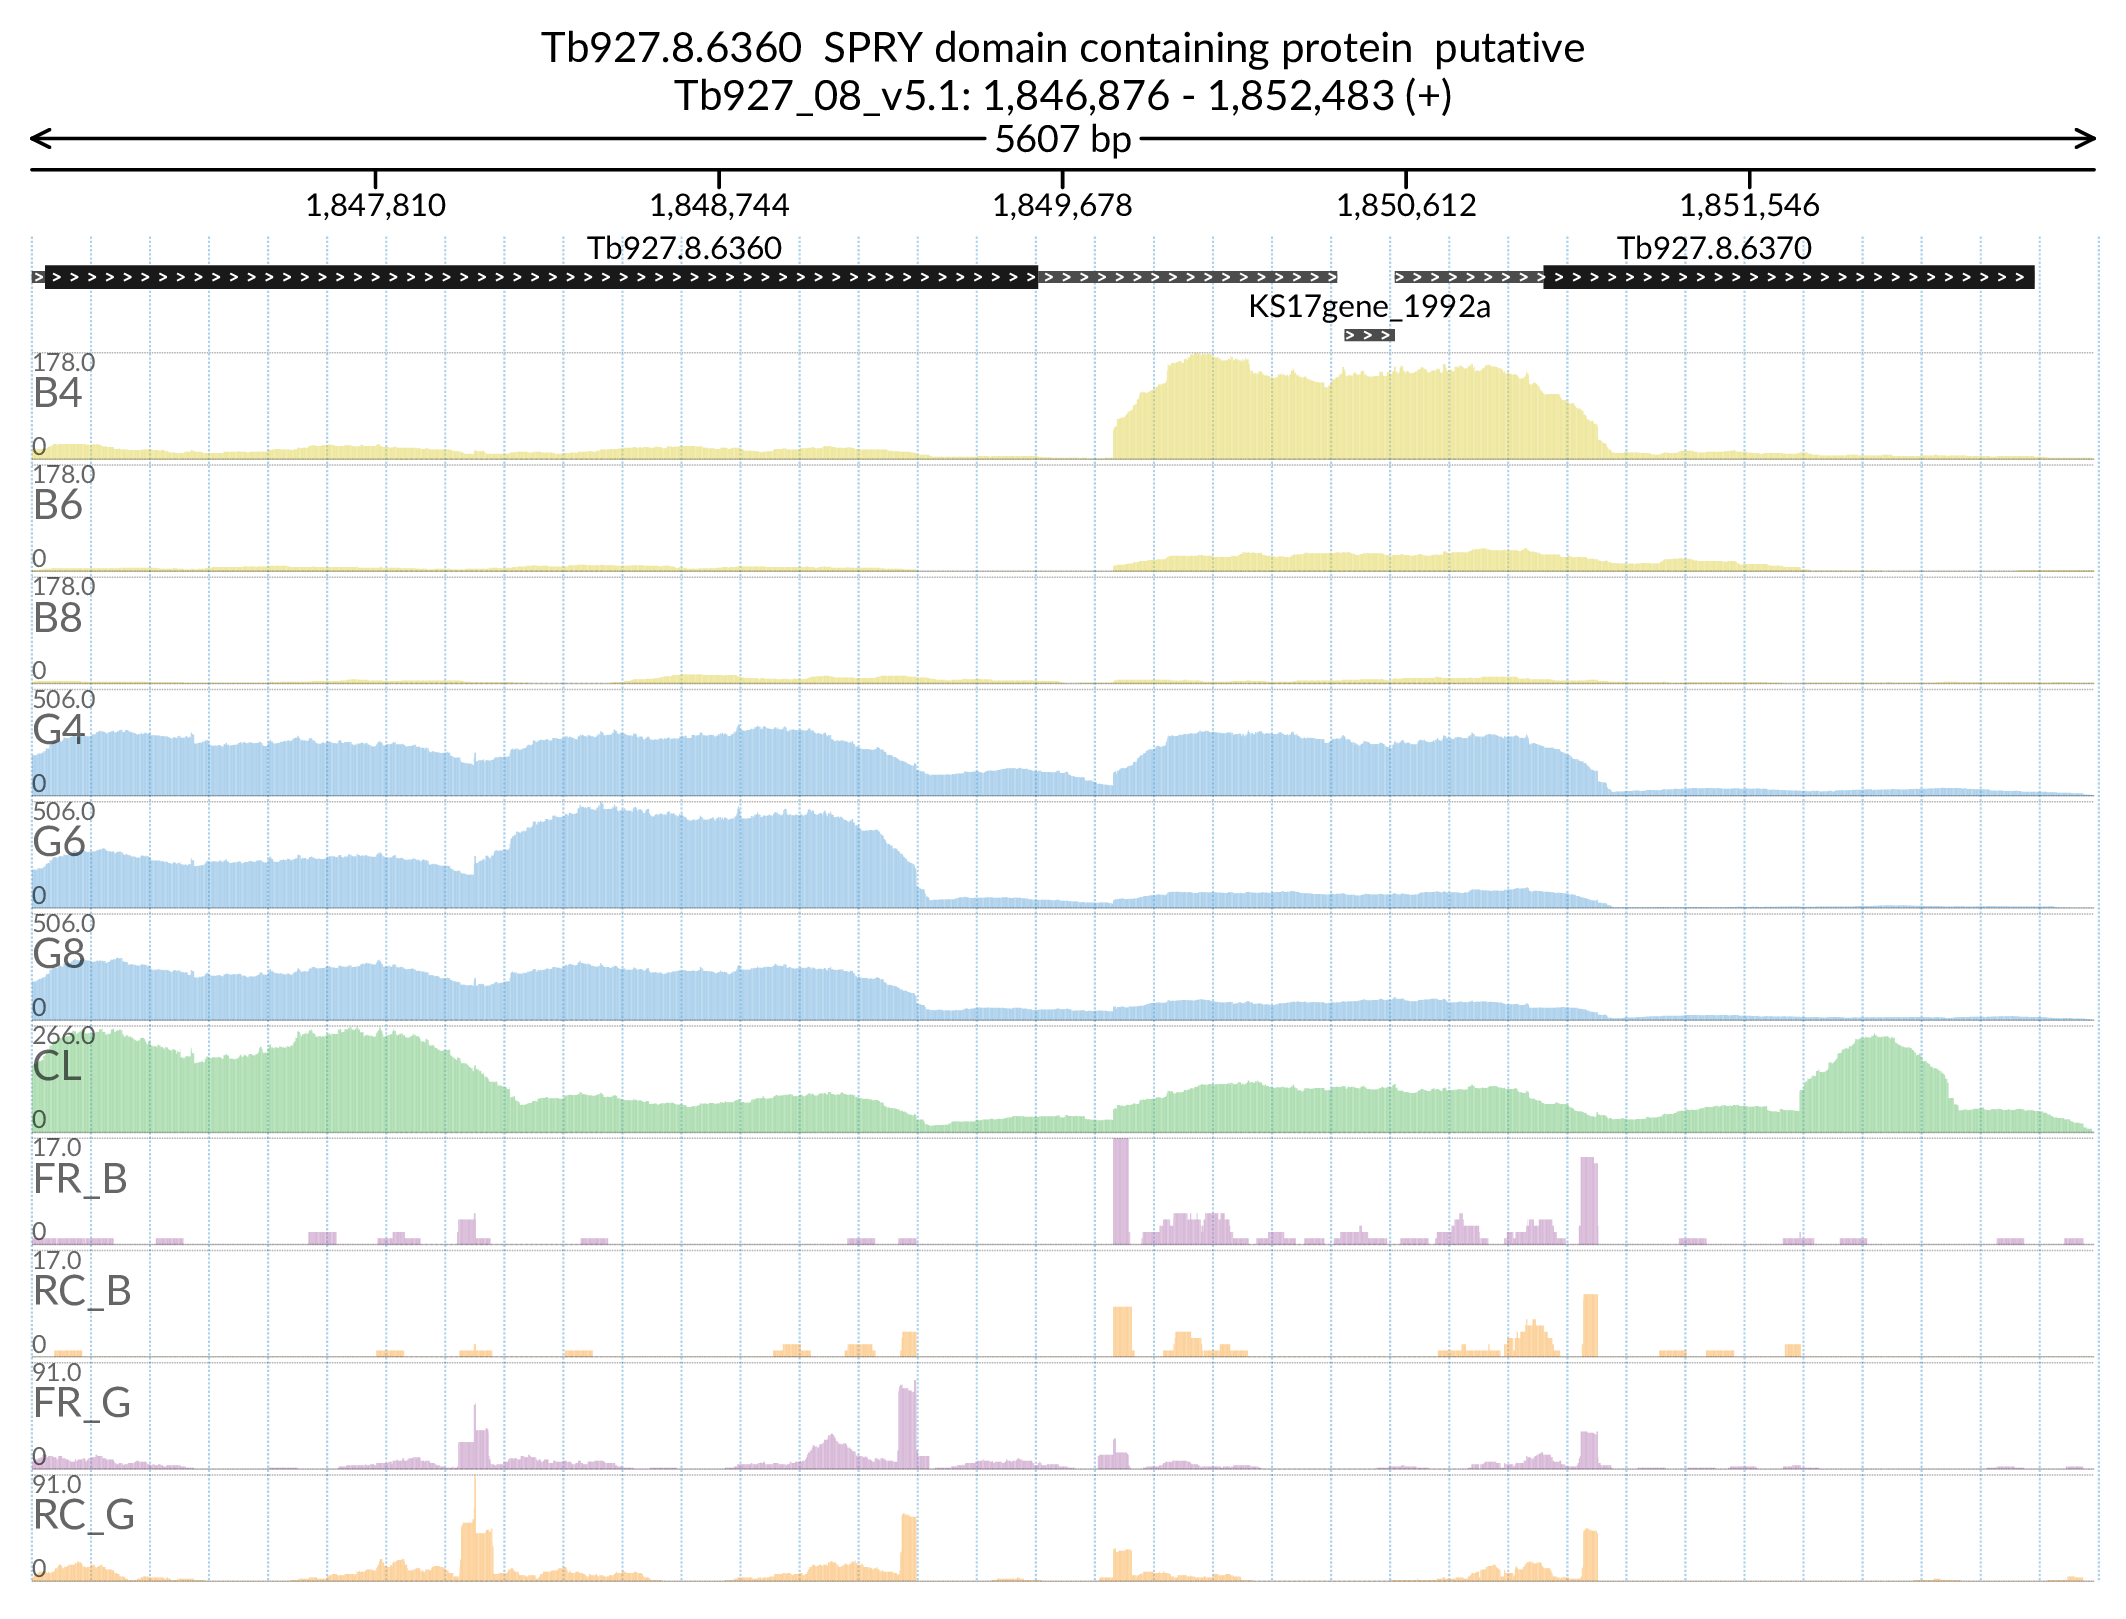 Tb927.8.6360  SPRY domain containing protein  putative
Tb927_08_v5.1: 1,846,876 - 1,852,483 (+)
5607 bp
1,847,810 1,848,744 1,849,678 1,850,612 1,851,546
Tb927.8.6360 Tb927.8.6370
KS17gene_1992a
178.0
B4
0
178.0
B6
0
178.0
B8
0
506.0
G4
0
506.0
G6
0
506.0
G8
0
266.0
CL
0
17.0
FR_B
0
17.0
RC_B
0
91.0
FR_G
0
91.0
RC_G
0